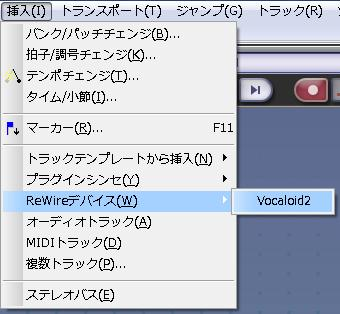 挿入(I) トランスポート(T) ジャンプ(G) トラック(R)
バンク/パッチチェンジ(B)...
拍子/調号チェンジ(K)...
テンポチェンジ(T)...
タイム/小節(I)...
マーカー(R)... F11
トラックテンプレートから挿入(N)
プラグインシンセ(Y)
ReWireデバイス(W) Vocaloid2
オーディオトラック(A)
MIDIトラック(D)
複数トラック(P)...
ステレオバス(E)